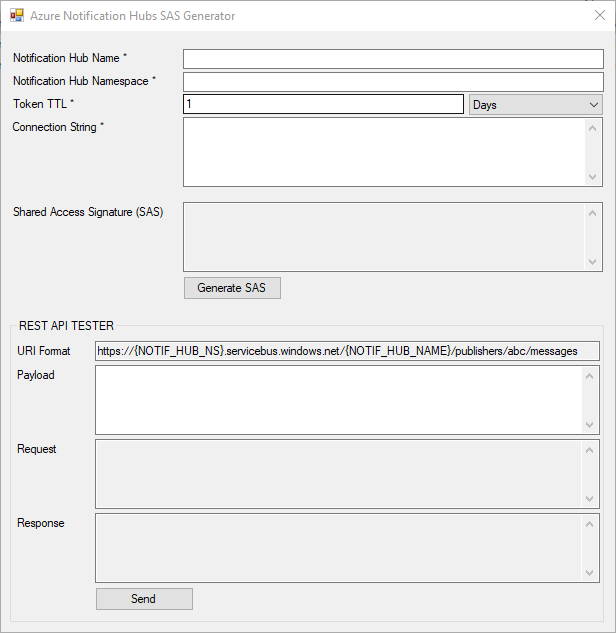 Azure Notification Hubs SAS Generator
Notification Hub Name *
Notification Hub Namespace *
Token TTL * 1 Days
Connection String *
Shared Access Signature (SAS)
Generate SAS
REST API TESTER
URI Format https://{NOTIF_HUB_NS}.servicebus.windows.net/{NOTIF_HUB_NAME}/publishers/abc/messages
Payload
Request
Response
Send